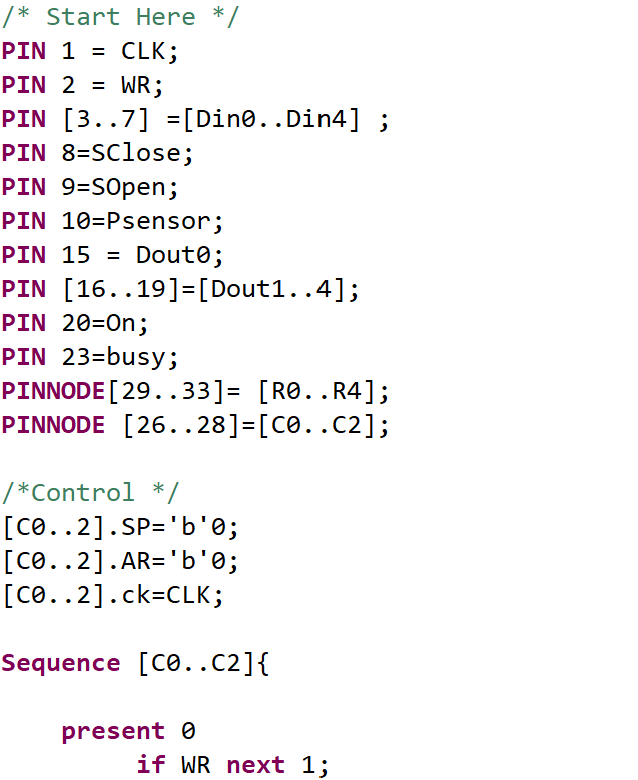 /* Start Here */
PIN 1 = CLK;
PIN 2 = WR;
PIN [3..7] =[Din0..Din4] ;
PIN 8=SClose;
PIN 9=SOpen;
PIN 10=Psensor;
PIN 15 = Dout0;
PIN [16..19]=[Dout1..4];
PIN 20=On;
PIN 23=busy;
PINNODE[29..33]= [R0..R4];
PINNODE [26..28]=[C0..C2];
/*Control */
[C0..2].SP='b'0;
[C0..2].AR='b'0;
[C0..2].ck=CLK;
Sequence [C0..C2]{
present 0
if WR next 1;